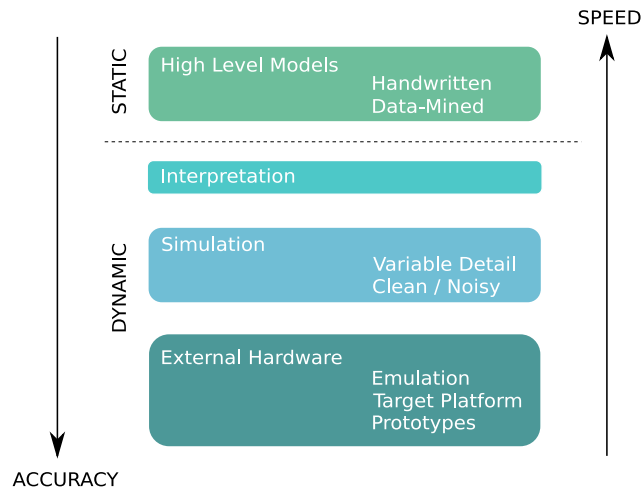 SPEED
STATIC
High Level Models
Handwritten
Data-Mined
Interpretation
DYNAMIC
Simulation
Variable Detail
Clean / Noisy
External Hardware
Emulation
Target Platform
Prototypes
ACCURACY